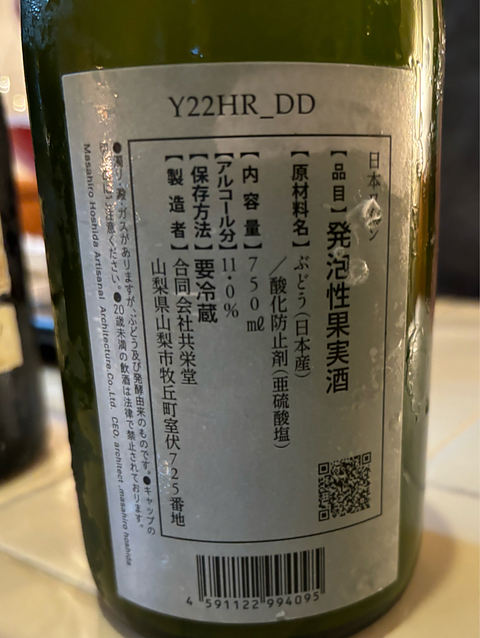 Y22HR_DD
日本ワイン
【品目】発泡性果実酒
【原材料名】ぶどう(日本産)
／酸化防止剤(亜硫酸塩)
【内容量】750㎖
【アルコール分】11・0%
【保存方法】要冷蔵
【製造者】合同会社共栄堂
山梨県山梨市牧丘町室伏725番地
●濁り・澱・ガスがありますが、ぶどう及び発酵由来のものです。●キャップの
ご注意ください。●20歳未満の飲酒は法律で禁止されております。
Masahiro Hoshida Artisanal Architecture.Co.,Ltd. CEO, architect .masahiro hoshida
4 591122 994095